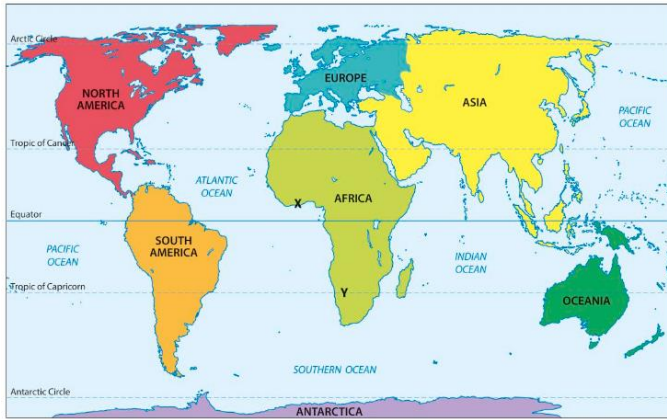 Arctic Circle
NORTH
AMERICA
EUROPE
ASIA
PACIFIC
OCEAN
Tropic of Cancer
ATLANTIC
OCEAN
X
AFRICA
Equator
PACIFIC
OCEAN
SOUTH
AMERICA
INDIAN
OCEAN
Tropic of Capricorn
Y
OCEANIA
SOUTHERN OCEAN
Antarctic Circle
ANTARCTICA